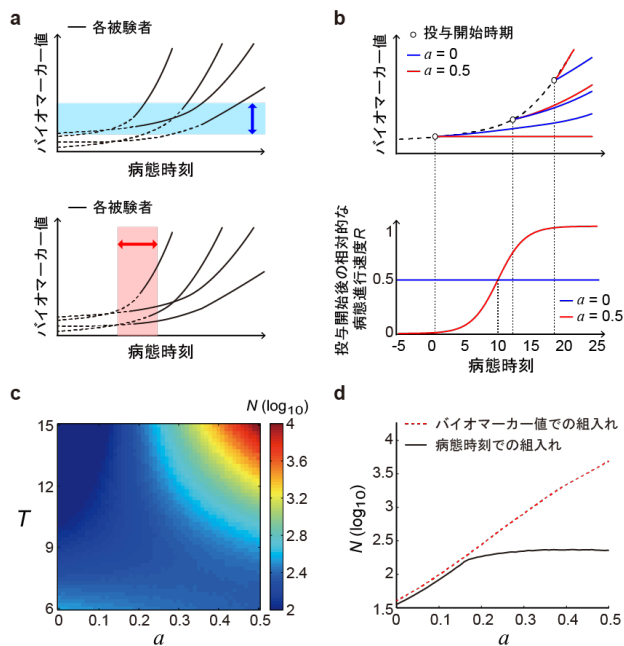 a
各被験者
バイオマーカー値
病態時刻
各被験者
バイオマーカー値
病態時刻
b
投与開始時期
a = 0
a = 0.5
バイオマーカー値
病態時刻
投与開始後の相対的な
病態進行速度R
1
0.5
0
a = 0
a = 0.5
-5 0 5 10 15 20 25
病態時刻
c
N (log10)
15
12
9
6
T
4
3.6
3.2
2.8
2.4
2
0 0.1 0.2 0.3 0.4 0.5
a
d
バイオマーカー値での組入れ
病態時刻での組入れ
N (log10)
4
3.5
3
2.5
2
1.5
0 0.1 0.2 0.3 0.4 0.5
a